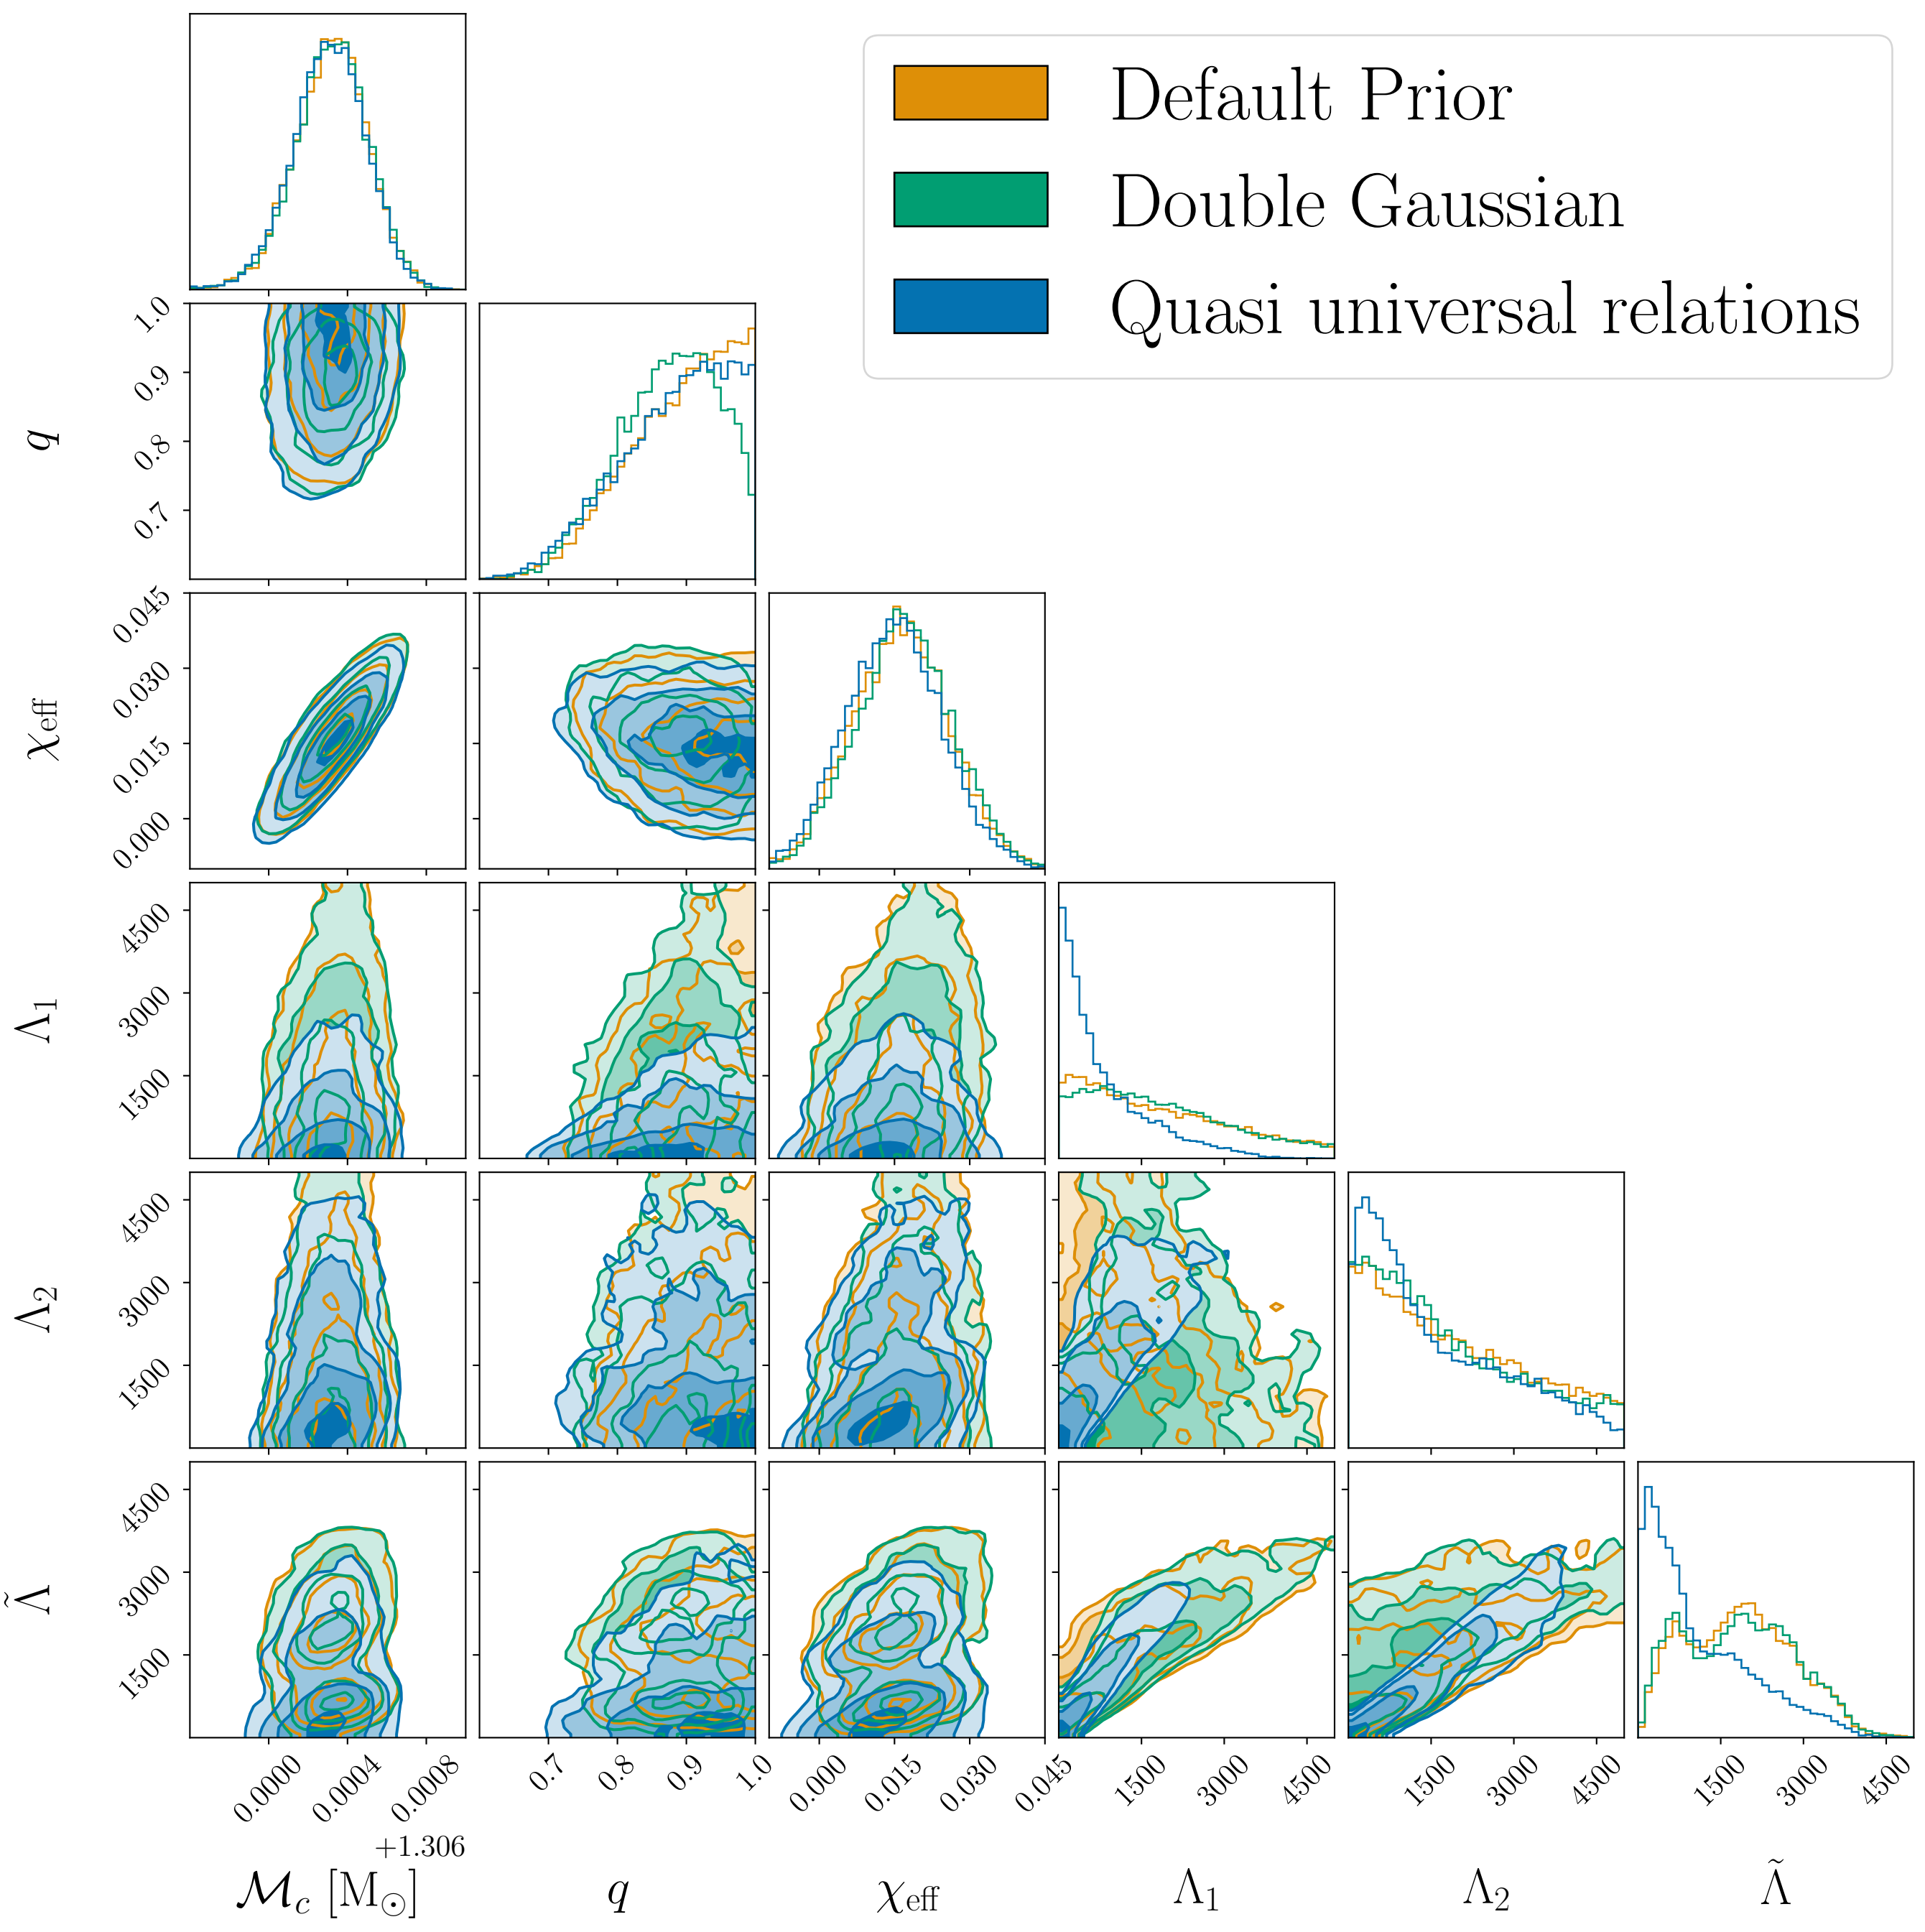 Default Prior
Double Gaussian
Quasi universal relations
1.0
0.9
0.8
0.7
q
0.045
0.030
0.015
0.000
χeff
4500
3000
1500
Λ1
4500
3000
1500
Λ2
4500
3000
1500
Λ̃
0.0000 0.0004 0.0008
+1.306
0.7 0.8 0.9 1.0
0.000 0.015 0.030 0.045
1500 3000 4500
1500 3000 4500
1500 3000 4500
ℳc [M⊙] q χeff Λ1 Λ2 Λ̃